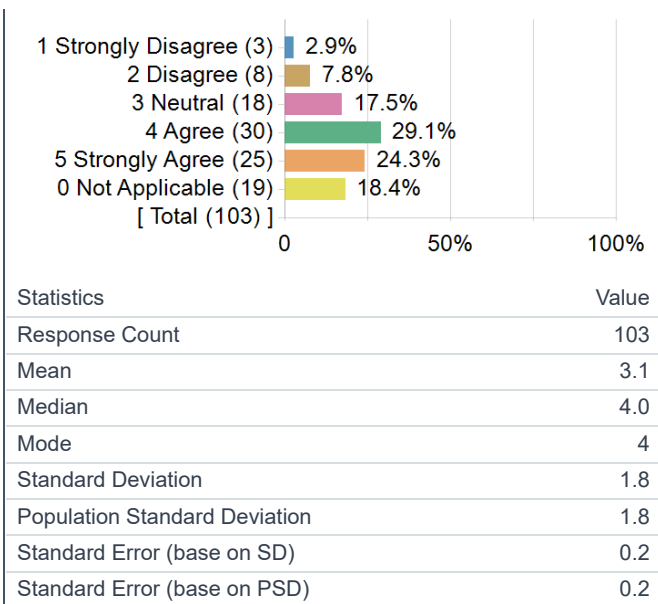 1 Strongly Disagree (3) 2.9%
2 Disagree (8) 7.8%
3 Neutral (18) 17.5%
4 Agree (30) 29.1%
5 Strongly Agree (25) 24.3%
0 Not Applicable (19) 18.4%
[ Total (103) ]
0 50% 100%
Statistics Value
Response Count 103
Mean 3.1
Median 4.0
Mode 4
Standard Deviation 1.8
Population Standard Deviation 1.8
Standard Error (base on SD) 0.2
Standard Error (base on PSD) 0.2